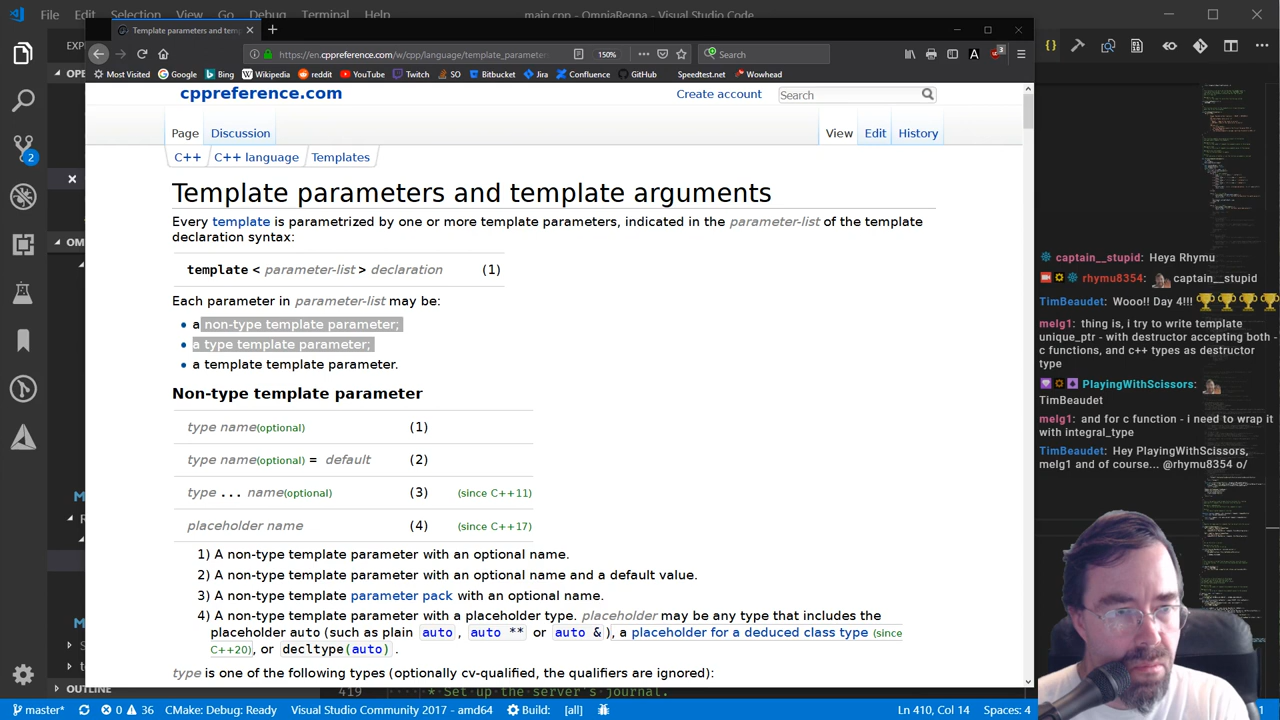 File Edit Selection View Go Debug Terminal Help main.cpp - OmniaRegna - Visual Studio Code
Template parameters and temp
https://en.cppreference.com/w/cpp/language/template_parameter
150%
Search
3
Most Visited Google Bing Wikipedia reddit YouTube Twitch SO Bitbucket Jira Confluence GitHub Speedtest.net Wowhead
EXP
OP
OM
2
cppreference.com
Create account
Search
Page Discussion
View Edit History
C++ C++ language Templates
Template parameters and template arguments
Every template is parametrized by one or more template parameters, indicated in the parameter-list of the template
declaration syntax:
template < parameter-list > declaration (1)
Each parameter in parameter-list may be:
• a non-type template parameter;
• a type template parameter;
• a template template parameter.
Non-type template parameter
type name(optional) (1)
type name(optional) = default (2)
type ... name(optional) (3) (since C++11)
placeholder name (4) (since C++17)
1) A non-type template parameter with an optional name.
2) A non-type template parameter with an optional name and a default value.
3) A non-type template parameter pack with an optional name.
4) A non-type template parameter with a placeholder type. placeholder may be any type that includes the
placeholder auto (such as plain auto , auto ** or auto & ), a placeholder for a deduced class type (since
C++20), or decltype(auto) .
type is one of the following types (optionally cv-qualified, the qualifiers are ignored):
captain__stupid: Heya Rhymu
rhymu8354: captain__stupid
TimBeaudet: Wooo!! Day 4!!!
melg1: thing is, i try to write template
unique_ptr - with destructor accepting both -
c functions, and c++ types as destructor
type
PlayingWithScissors:
TimBeaudet
melg1: and for c function - i need to wrap it
with integral_type
TimBeaudet: Hey PlayingWithScissors,
melg1 and of course... @rhymu8354 o/
OUTLINE
419 * Set up the server's journal.
master* 0 36 CMake: Debug: Ready Visual Studio Community 2017 - amd64 Build: [all] Ln 410, Col 14 Spaces: 4